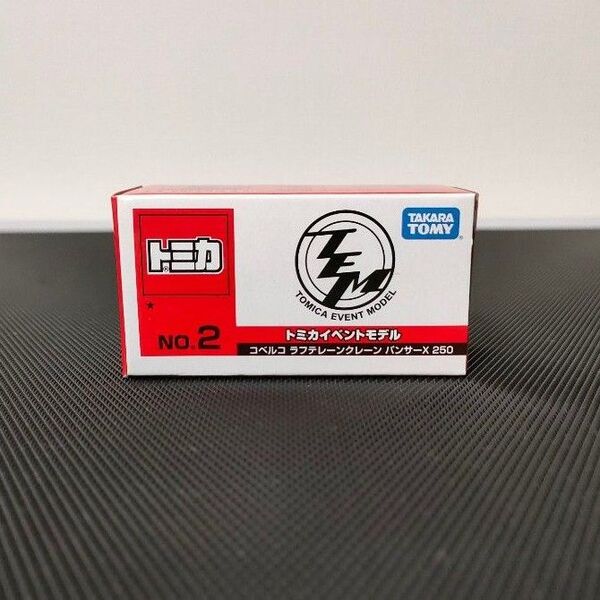 トミカ
NO.2
TEM
TOMICA EVENT MODEL
TAKARA
TOMY
トミカイベントモデル
コベルコ ラフテレーンクレーン パンサーX 250